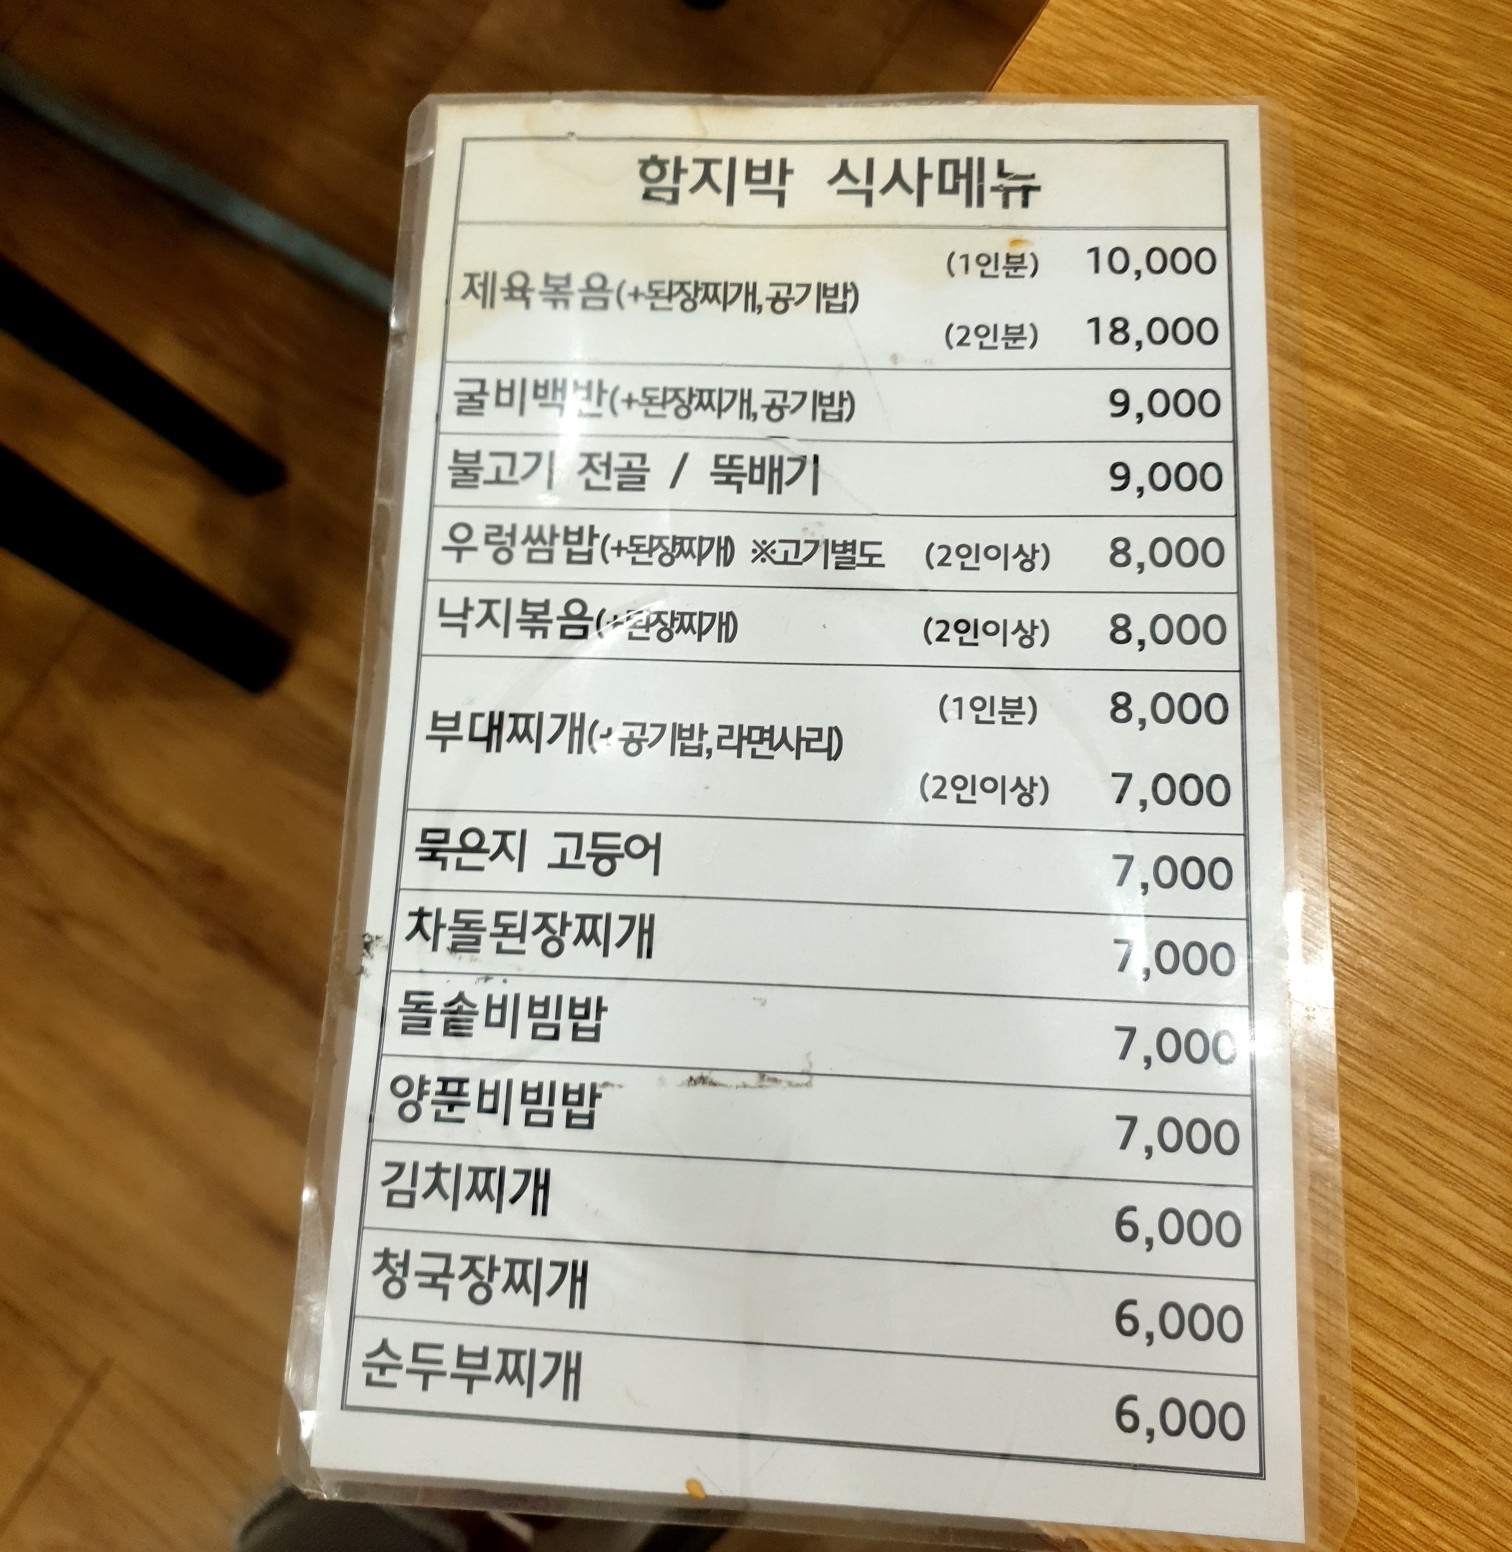 함지박 식사메뉴
제육볶음(+된장찌개,공기밥) (1인분) 10,000
(2인분) 18,000
굴비백반(+된장찌개,공기밥) 9,000
불고기 전골 / 뚝배기 9,000
우렁쌈밥(+된장찌개) ※고기별도 (2인이상) 8,000
낙지볶음(+된장찌개) (2인이상) 8,000
부대찌개(+공기밥,라면사리) (1인분) 8,000
(2인이상) 7,000
묵은지 고등어 7,000
차돌된장찌개 7,000
돌솥비빔밥 7,000
양푼비빔밥 7,000
김치찌개 6,000
청국장찌개 6,000
순두부찌개 6,000